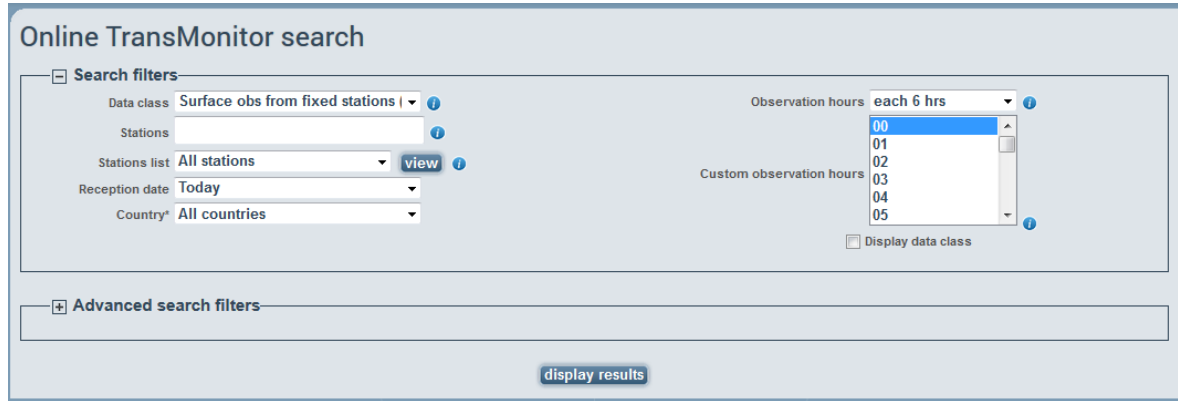 Online TransMonitor search
Search filters
Data class Surface obs from fixed stations (
Stations
Stations list All stations view
Reception date Today
Country* All countries
Observation hours each 6 hrs
Custom observation hours
00
01
02
03
04
05
Display data class
Advanced search filters
display results